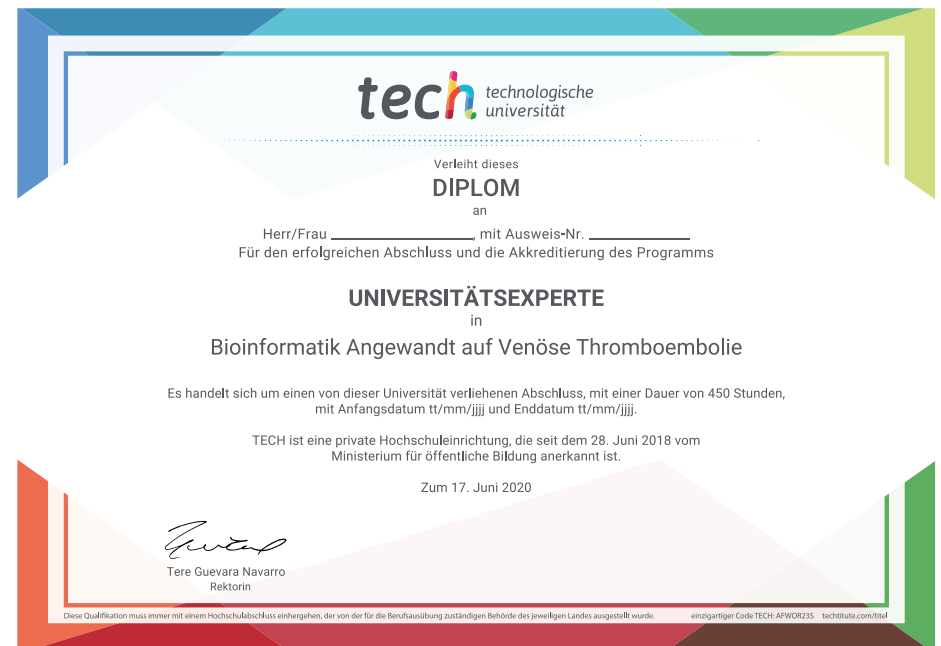 tech technologische
universität
Verleiht dieses
DIPLOM
an
Herr/Frau ____________________, mit Ausweis-Nr. ______________
Für den erfolgreichen Abschluss und die Akkreditierung des Programms
UNIVERSITÄTSEXPERTE
in
Bioinformatik Angewandt auf Venöse Thromboembolie
Es handelt sich um einen von dieser Universität verliehenen Abschluss, mit einer Dauer von 450 Stunden,
mit Anfangsdatum tt/mm/jjjj und Enddatum tt/mm/jjjj.
TECH ist eine private Hochschuleinrichtung, die seit dem 28. Juni 2018 vom
Ministerium für öffentliche Bildung anerkannt ist.
Zum 17. Juni 2020
Tere Guevara Navarro
Rektorin
Diese Qualifikation muss immer mit einem Hochschulabschluss einhergehen, der von der für die Berufsausübung zuständigen Behörde des jeweiligen Landes ausgestellt wurde. einzigartiger Code TECH: AFWOR23S techtitute.com/titel